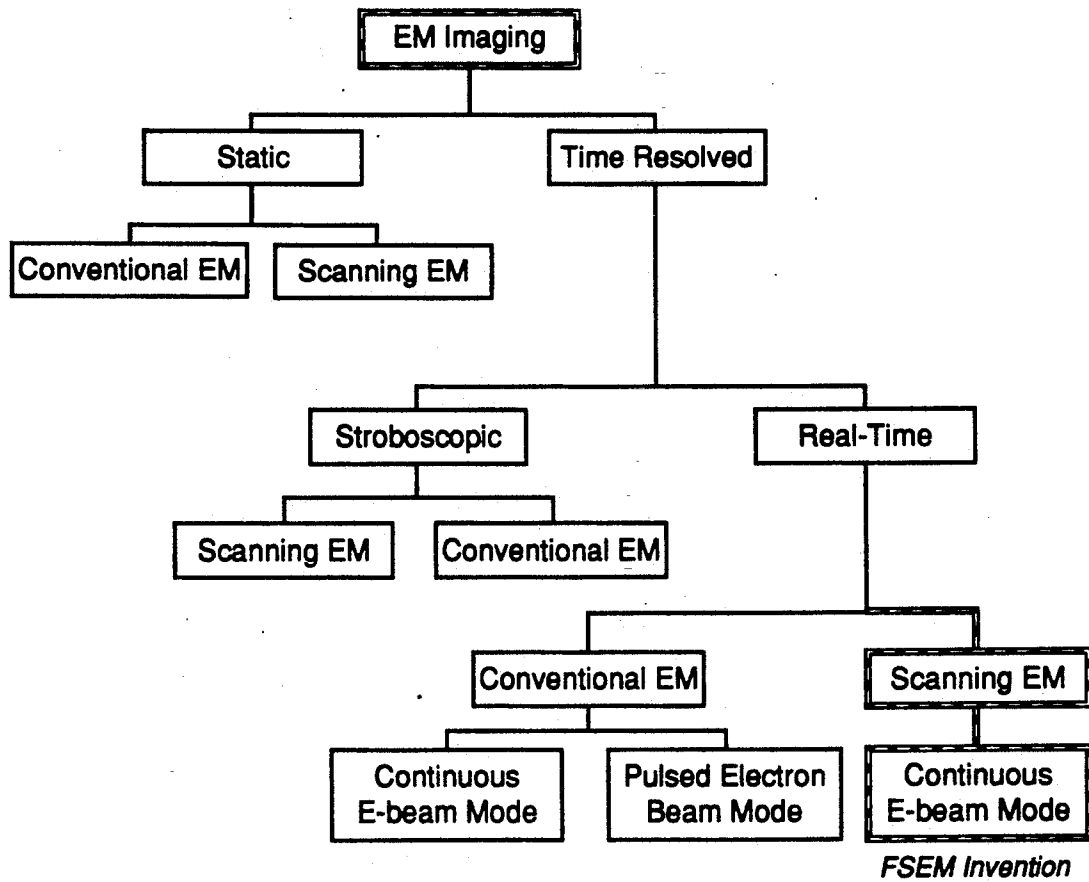 EM Imaging
Static
Time Resolved
Conventional EM
Scanning EM
Stroboscopic
Real-Time
Scanning EM
Conventional EM
Conventional EM
Scanning EM
Continuous
E-beam Mode
Pulsed Electron
Beam Mode
Continuous
E-beam Mode
FSEM Invention